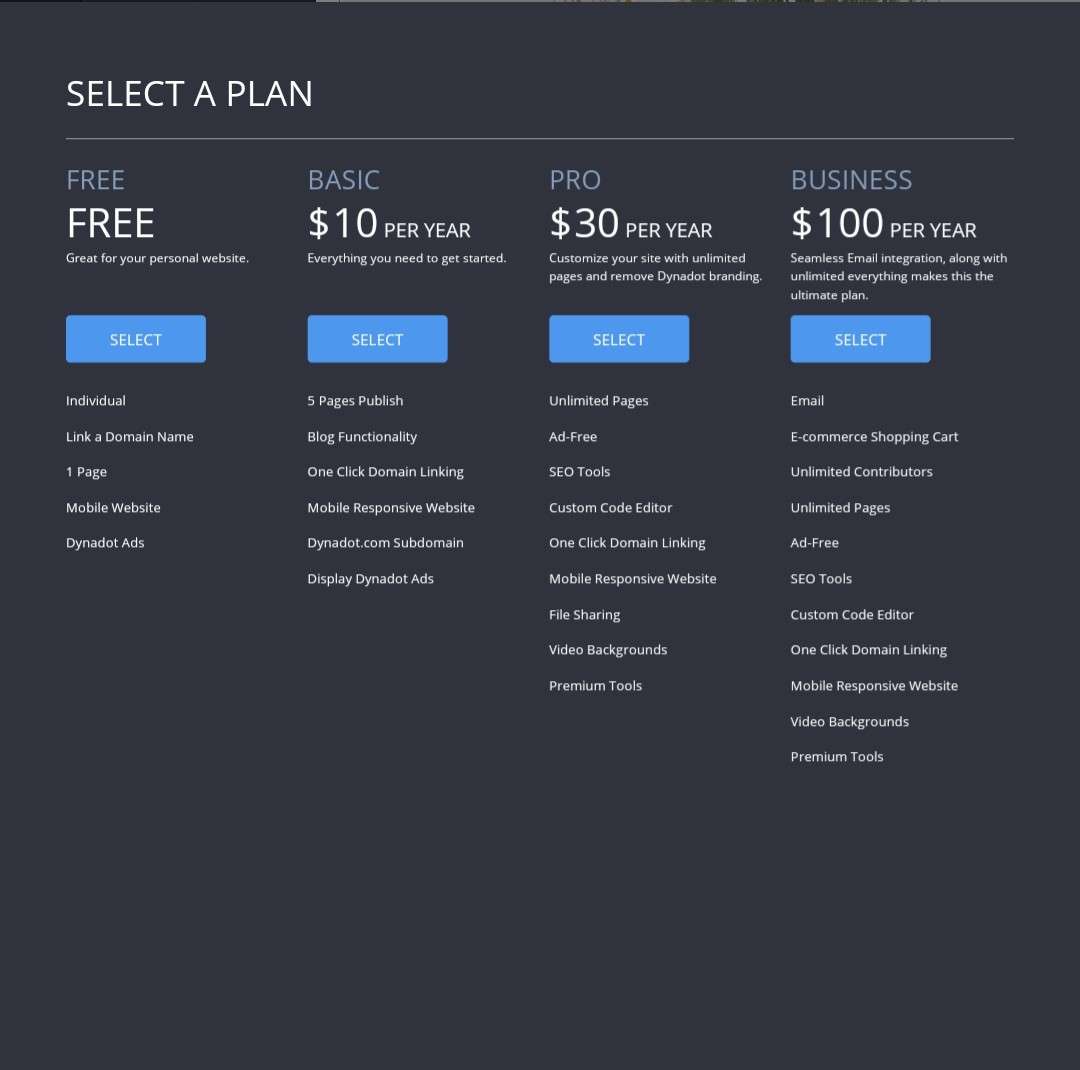 SELECT A PLAN
FREE
FREE
Great for your personal website.
SELECT
Individual
Link a Domain Name
1 Page
Mobile Website
Dynadot Ads
BASIC
$10 PER YEAR
Everything you need to get started.
SELECT
5 Pages Publish
Blog Functionality
One Click Domain Linking
Mobile Responsive Website
Dynadot.com Subdomain
Display Dynadot Ads
PRO
$30 PER YEAR
Customize your site with unlimited
pages and remove Dynadot branding.
SELECT
Unlimited Pages
Ad-Free
SEO Tools
Custom Code Editor
One Click Domain Linking
Mobile Responsive Website
File Sharing
Video Backgrounds
Premium Tools
BUSINESS
$100 PER YEAR
Seamless Email integration, along with
unlimited everything makes this the
ultimate plan.
SELECT
Email
E-commerce Shopping Cart
Unlimited Contributors
Unlimited Pages
Ad-Free
SEO Tools
Custom Code Editor
One Click Domain Linking
Mobile Responsive Website
Video Backgrounds
Premium Tools